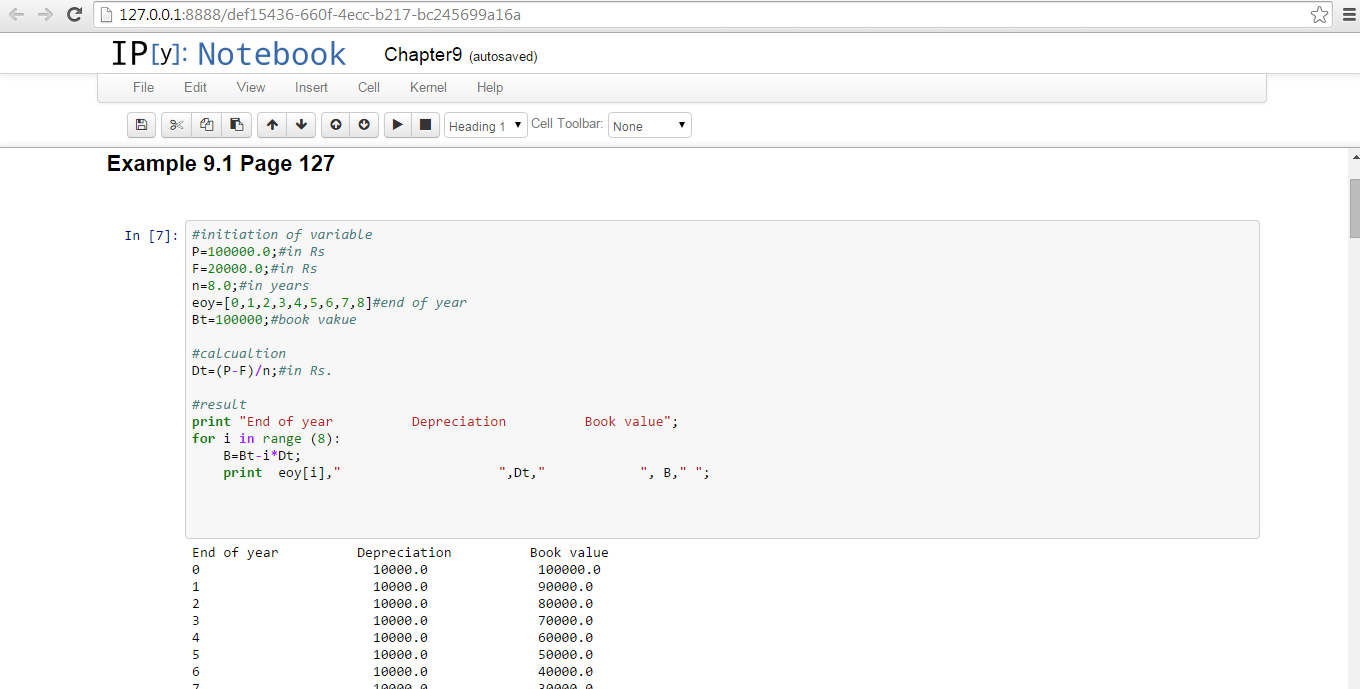 127.0.0.1:8888/def15436-660f-4ecc-b217-bc245699a16a
IP[y]: Notebook Chapter9 (autosaved)
File Edit View Insert Cell Kernel Help
Heading 1 Cell Toolbar: None
Example 9.1 Page 127
In [7]:
#initiation of variable
P=100000.0;#in Rs
F=20000.0;#in Rs
n=8.0;#in years
eoy=[0,1,2,3,4,5,6,7,8]#end of year
Bt=100000;#book vakue
#calcualtion
Dt=(P-F)/n;#in Rs.
#result
print "End of year          Depreciation          Book value";
for i in range (8):
    B=Bt-i*Dt;
    print  eoy[i],"                    ",Dt,"            ", B," ";
End of year Depreciation Book value
0 10000.0 100000.0
1 10000.0 90000.0
2 10000.0 80000.0
3 10000.0 70000.0
4 10000.0 60000.0
5 10000.0 50000.0
6 10000.0 40000.0
7 10000.0 30000.0